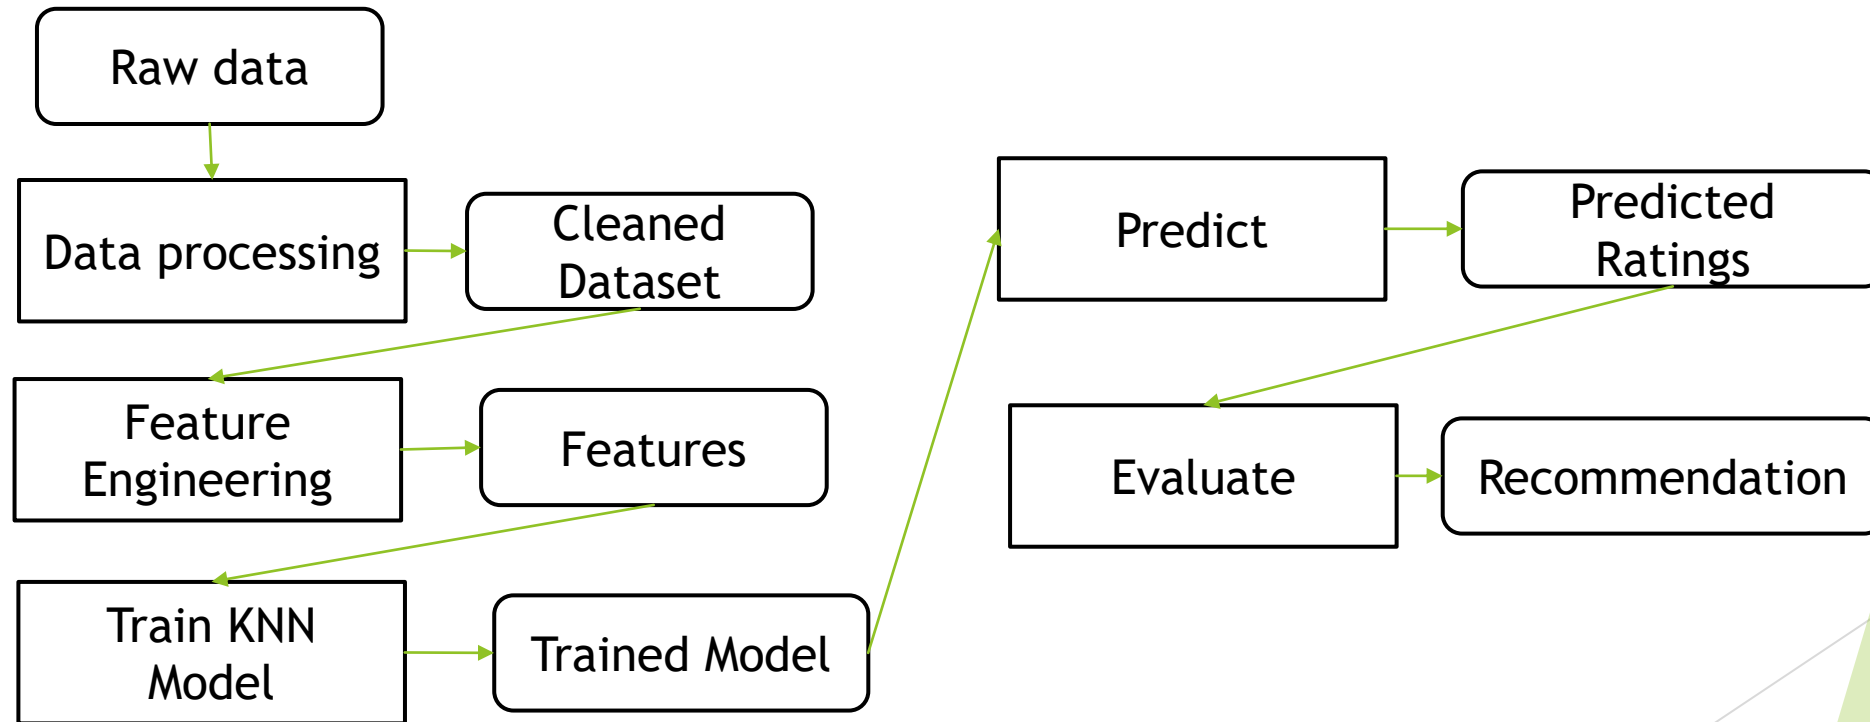 Raw data
Data processing
Cleaned
Dataset
Feature
Engineering
Features
Train KNN
Model
Trained Model
Predict
Predicted
Ratings
Evaluate
Recommendation